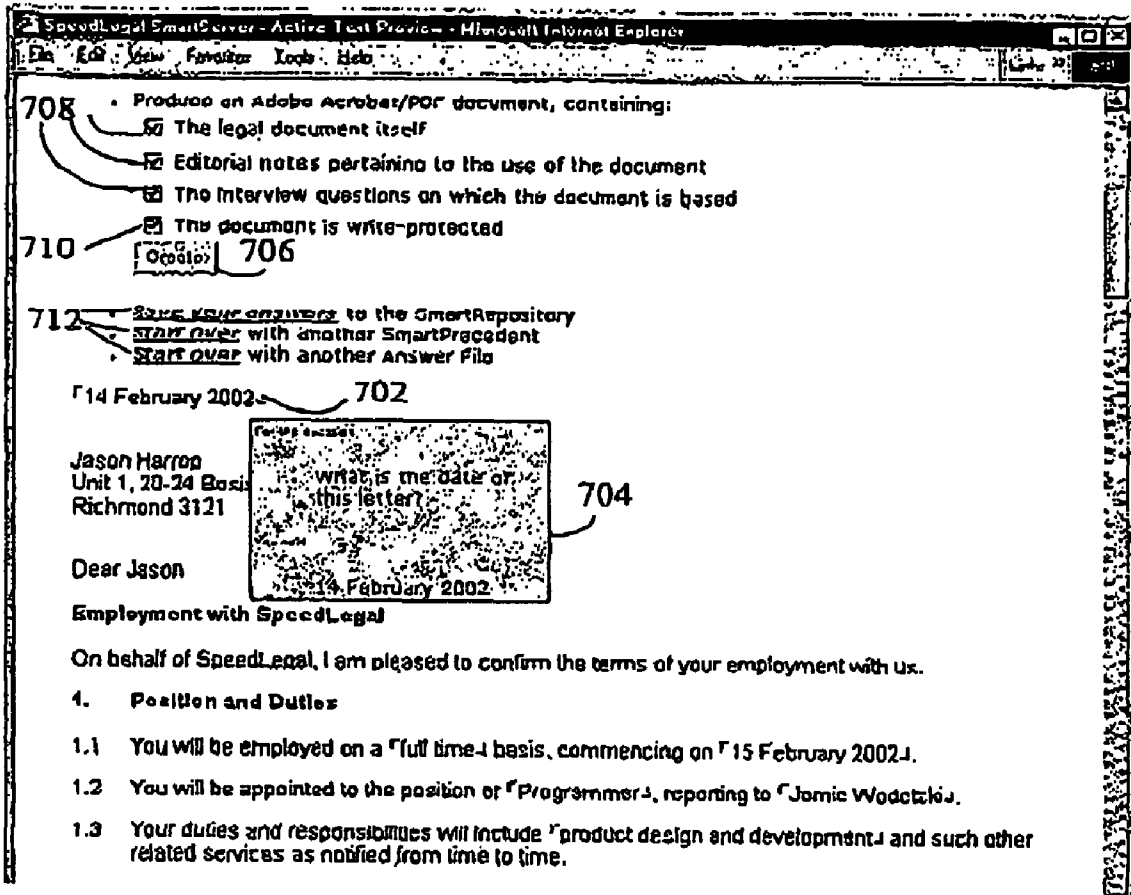 SpeedLegal SmartServer - Active Text Preview - Microsoft Internet Explorer
File Edit View Favorites Tools Help Links
• Produce an Adobe Acrobat/PDF document, containing:
708
The legal document itself
Editorial notes pertaining to the use of the document
The interview questions on which the document is based
The document is write-protected
710
706
712
• Save your answers to the SmartRepository
• Start over with another SmartPrecedent
• Start over with another Answer File
「14 February 2002」 702
Jason Harrop
Unit 1, 20-24
Richmond 3121
What is the date of
this letter?
704
14 February 2002
Dear Jason
Employment with SpeedLegal
On behalf of SpeedLegal, I am pleased to confirm the terms of your employment with us.
1. Position and Duties
1.1 You will be employed on a 「full time」 basis, commencing on 「15 February 2002」.
1.2 You will be appointed to the position of 「Programmer」, reporting to 「
1.3 Your duties and responsibilities will include 「product design and development」 and such other
related services as notified from time to time.